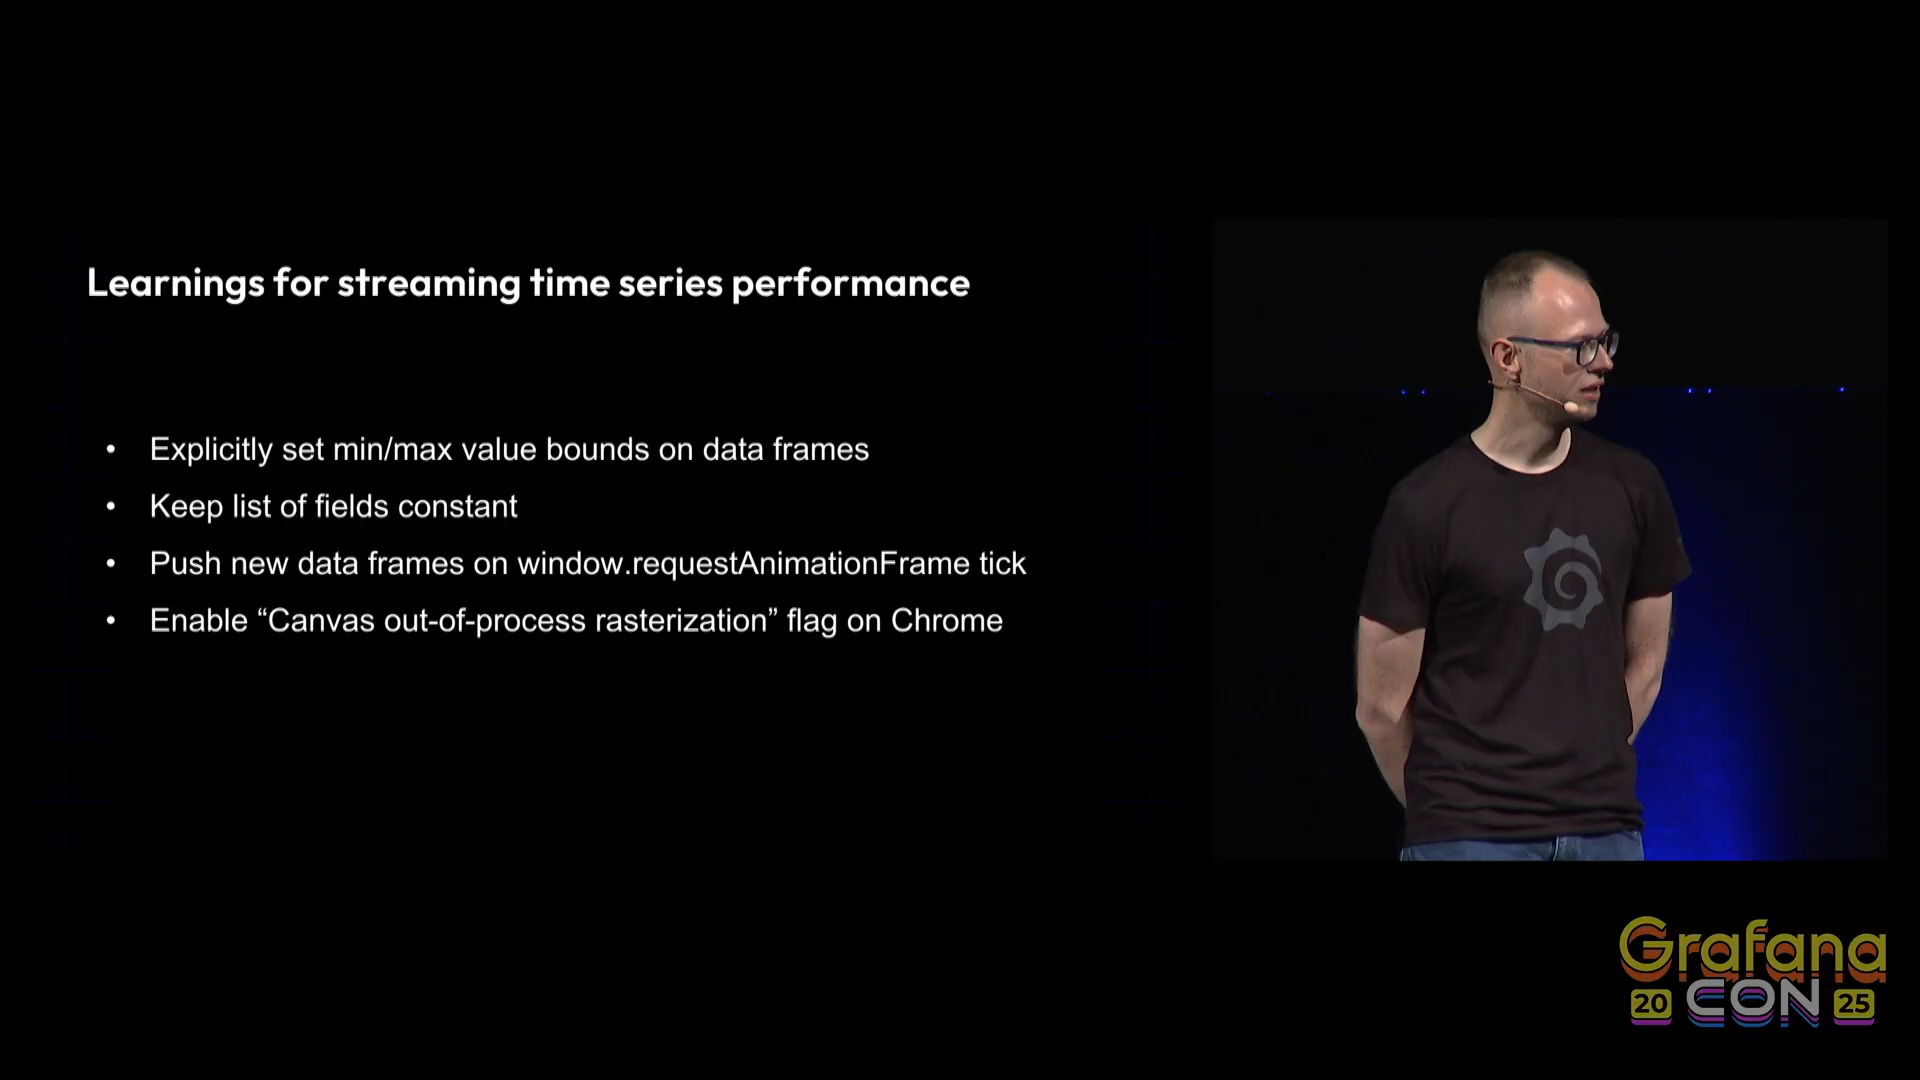 Learnings for streaming time series performance
• Explicitly set min/max value bounds on data frames
• Keep list of fields constant
• Push new data frames on window.requestAnimationFrame tick
• Enable “Canvas out-of-process rasterization” flag on Chrome
Grafana
20 CON 25